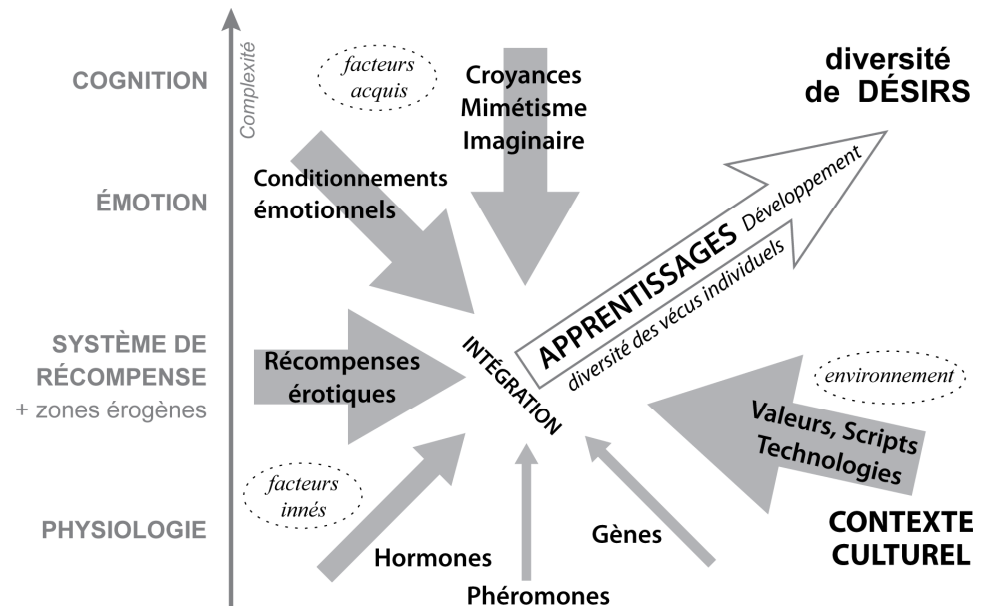 COGNITION
Complexité
facteurs
acquis
Croyances
Mimétisme
Imaginaire
diversité
de DÉSIRS
ÉMOTION
Conditionnements
émotionnels
APPRENTISSAGES Développement
diversité des vécus individuels
SYSTÈME DE
RÉCOMPENSE
+ zones érogènes
Récompenses
érotiques
INTÉGRATION
environnement
Valeurs, Scripts
Technologies
facteurs
innés
PHYSIOLOGIE
Hormones
Phéromones
Gènes
CONTEXTE
CULTUREL